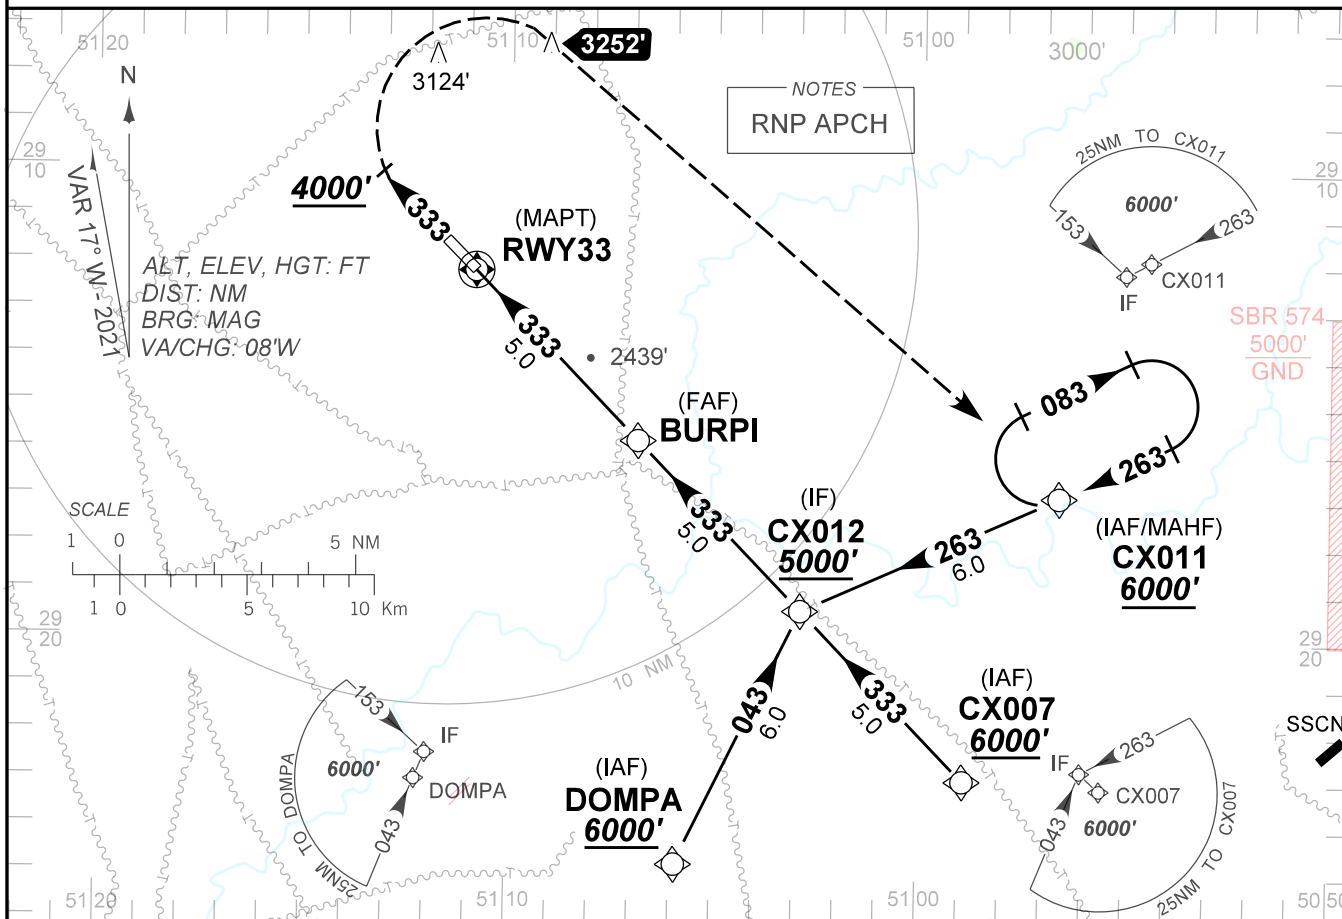 51 20
51 10
51 00
3000'
3252'
3124'
N
VAR 17° W - 2021
NOTES
RNP APCH
25NM TO CX011
6000'
153
263
CX011
IF
29
10
29
10
4000'
333
(MAPT)
RWY33
ALT, ELEV, HGT: FT
DIST: NM
BRG: MAG
VA/CHG: 08'W
333
5.0
2439'
SBR 574
5000'
GND
083
263
(FAF)
BURPI
333
5.0
(IF)
CX012
5000'
263
6.0
(IAF/MAHF)
CX011
6000'
SCALE
1 0 5 NM
1 0 5 10 Km
29
20
29
20
10 NM
043
6.0
333
5.0
(IAF)
CX007
6000'
(IAF)
DOMPA
6000'
153
IF
6000'
DOMPA
043
25NM TO DOMPA
IF
263
CX007
6000'
043
25NM TO CX007
SSCN
51 20
51 10
51 00
50 50